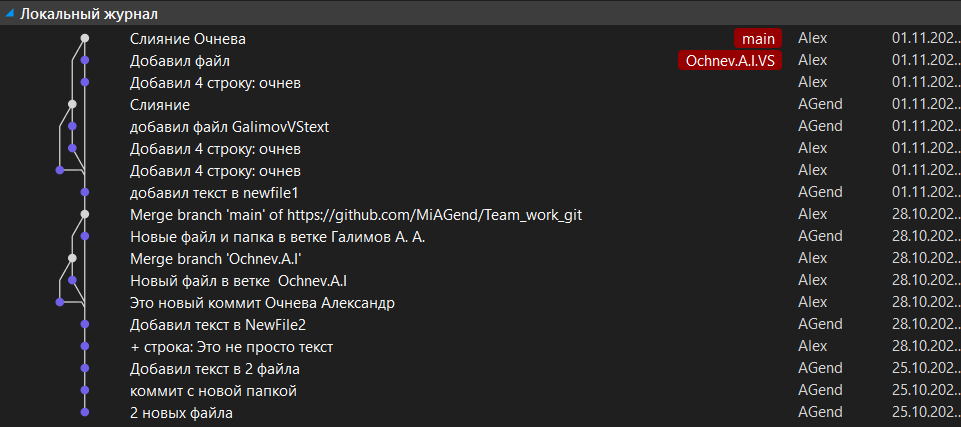 Локальный журнал
Слияние Очнева main Alex 01.11.202...
Добавил файл Ochnev.A.I.VS Alex 01.11.202...
Добавил 4 строку: очнев Alex 01.11.202...
Слияние AGend 01.11.202...
добавил файл GalimovVStext AGend 01.11.202...
Добавил 4 строку: очнев Alex 01.11.202...
Добавил 4 строку: очнев Alex 01.11.202...
добавил текст в newfile1 AGend 01.11.202...
Merge branch 'main' of https://github.com/MiAGend/Team_work_git Alex 28.10.202...
Новые файл и папка в ветке Галимов А. А. AGend 28.10.202...
Merge branch 'Ochnev.A.I' Alex 28.10.202...
Новый файл в ветке  Ochnev.A.I Alex 28.10.202...
Это новый коммит Очнева Александр Alex 28.10.202...
Добавил текст в NewFile2 AGend 28.10.202...
+ строка: Это не просто текст Alex 28.10.202...
Добавил текст в 2 файла AGend 25.10.202...
коммит с новой папкой AGend 25.10.202...
2 новых файла AGend 25.10.202...